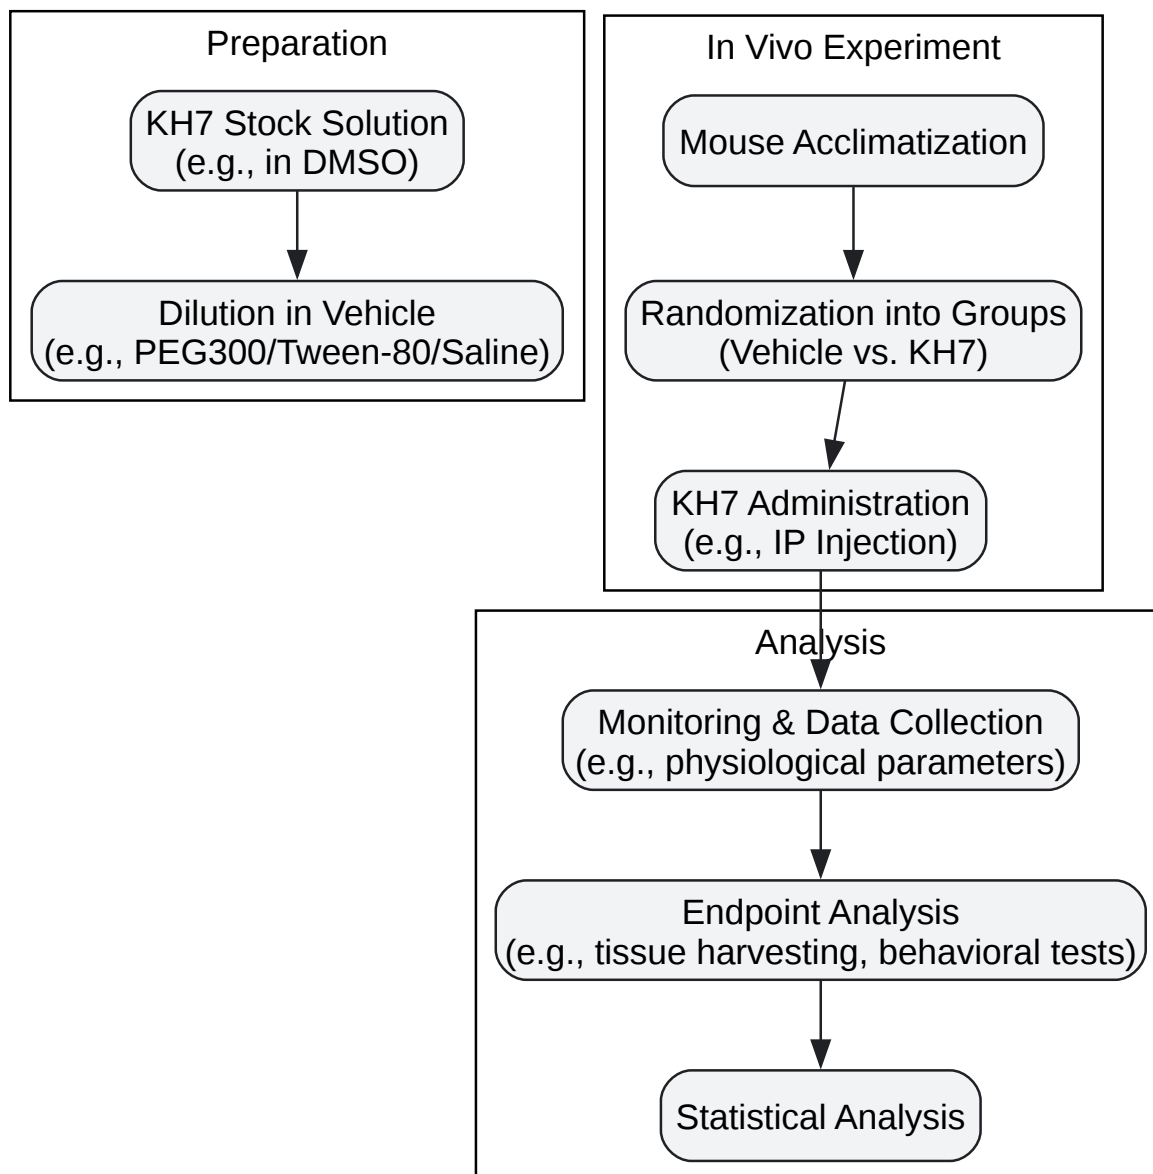 Preparation
KH7 Stock Solution
(e.g., in DMSO)
Dilution in Vehicle
(e.g., PEG300/Tween-80/Saline)
In Vivo Experiment
Mouse Acclimatization
Randomization into Groups
(Vehicle vs. KH7)
KH7 Administration
(e.g., IP Injection)
Analysis
Monitoring & Data Collection
(e.g., physiological parameters)
Endpoint Analysis
(e.g., tissue harvesting, behavioral tests)
Statistical Analysis